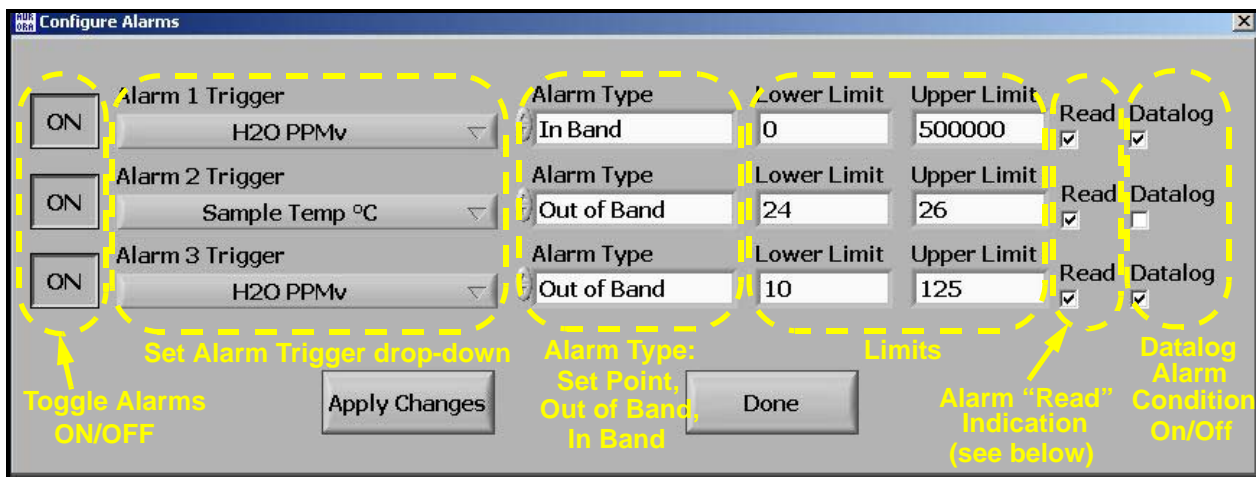 AUR
ORA
Configure Alarms
ON
Alarm 1 Trigger
H2O PPMv
Alarm Type
In Band
Lower Limit
0
Upper Limit
500000
Read
Datalog
ON
Alarm 2 Trigger
Sample Temp ºC
Alarm Type
Out of Band
Lower Limit
24
Upper Limit
26
Read
Datalog
ON
Alarm 3 Trigger
H2O PPMv
Alarm Type
Out of Band
Lower Limit
10
Upper Limit
125
Read
Datalog
Toggle Alarms
ON/OFF
Set Alarm Trigger drop-down
Alarm Type:
Set Point,
Out of Band,
In Band
Limits
Alarm “Read”
Indication
(see below)
Datalog
Alarm
Condition
On/Off
Apply Changes
Done